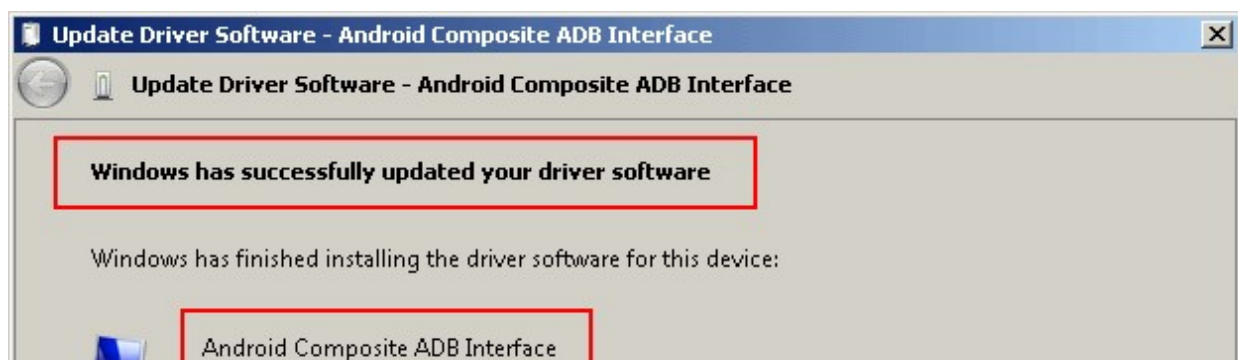 Update Driver Software - Android Composite ADB Interface
Update Driver Software - Android Composite ADB Interface
Windows has successfully updated your driver software
Windows has finished installing the driver software for this device:
Android Composite ADB Interface